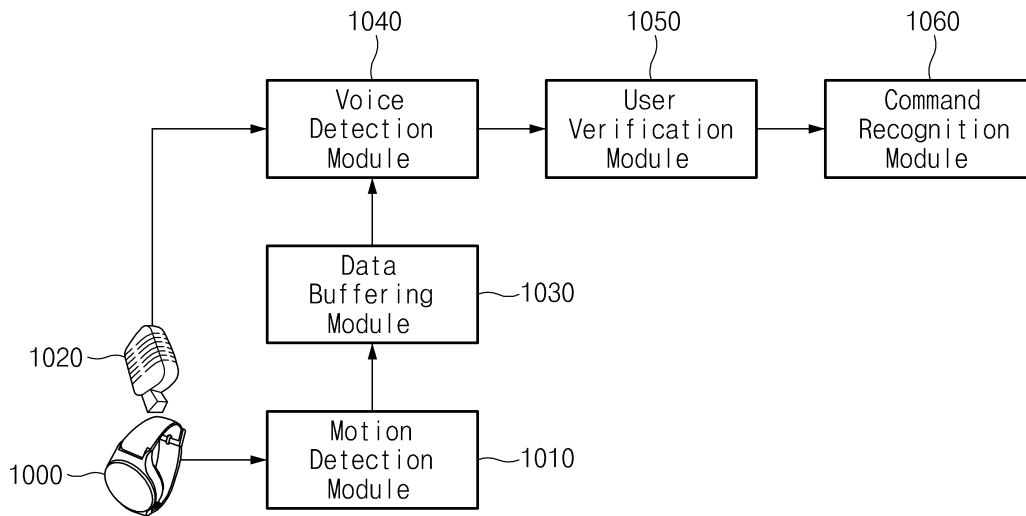 1040
1050
1060
Voice
Detection
Module
User
Verification
Module
Command
Recognition
Module
Data
Buffering
Module
1030
1020
Motion
Detection
Module
1010
1000